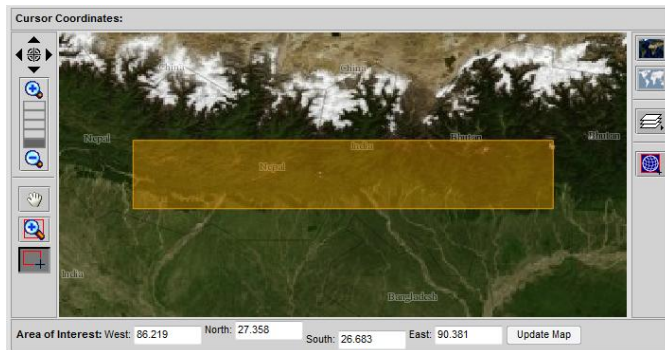 Cursor Coordinates:
China
China
Nepal
India
Bhutan
Bhutan
Nepal
India
Bangladesh
Area of Interest: West: 86.219 North: 27.358 South: 26.683 East: 90.381 Update Map